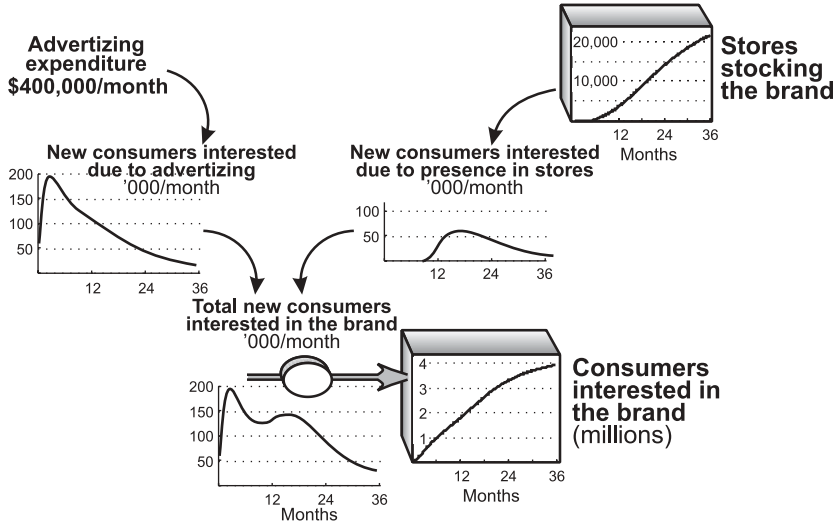 Advertizing
expenditure
$400,000/month
20,000
10,000
12 24 36
Months
Stores
stocking
the brand
New consumers interested
due to advertizing
'000/month
200
150
100
50
12 24 36
New consumers interested
due to presence in stores
'000/month
100
50
12 24 36
Total new consumers
interested in the brand
'000/month
200
150
100
50
12 24 36
Months
4
3
2
1
12 24 36
Months
Consumers
interested in
the brand
(millions)